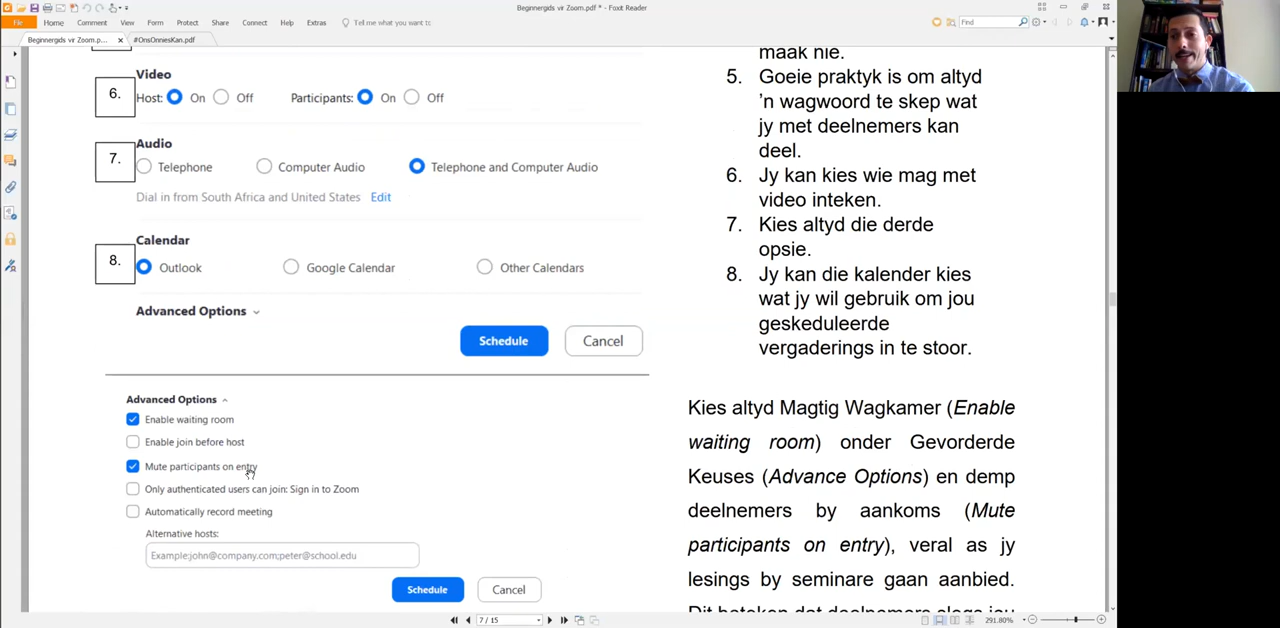 Beginnergids vir Zoom.pdf * - Foxit Reader
File Home Comment View Form Protect Share Connect Help Extras Tell me what you want tc Find
Beginnergids vir Zoom.p... #OnsOnniesKan.pdf
6.
Video
Host: On Off Participants: On Off
7.
Audio
Telephone Computer Audio Telephone and Computer Audio
Dial in from South Africa and United States Edit
8.
Calendar
Outlook Google Calendar Other Calendars
Advanced Options
Schedule Cancel
Advanced Options
Enable waiting room
Enable join before host
Mute participants on entry
Only authenticated users can join: Sign in to Zoom
Automatically record meeting
Alternative hosts:
Example:john@company.com;peter@school.edu
Schedule Cancel
maak nie.
5. Goeie praktyk is om altyd
’n wagwoord te skep wat
jy met deelnemers kan
deel.
6. Jy kan kies wie mag met
video inteken.
7. Kies altyd die derde
opsie.
8. Jy kan die kalender kies
wat jy wil gebruik om jou
geskeduleerde
vergaderings in te stoor.
Kies altyd Magtig Wagkamer (Enable
waiting room) onder Gevorderde
Keuses (Advance Options) en demp
deelnemers by aankoms (Mute
participants on entry), veral as jy
lesings by seminare gaan aanbied.
Dit beteken dat deelnemers slegs jou
7 / 15
291.80%